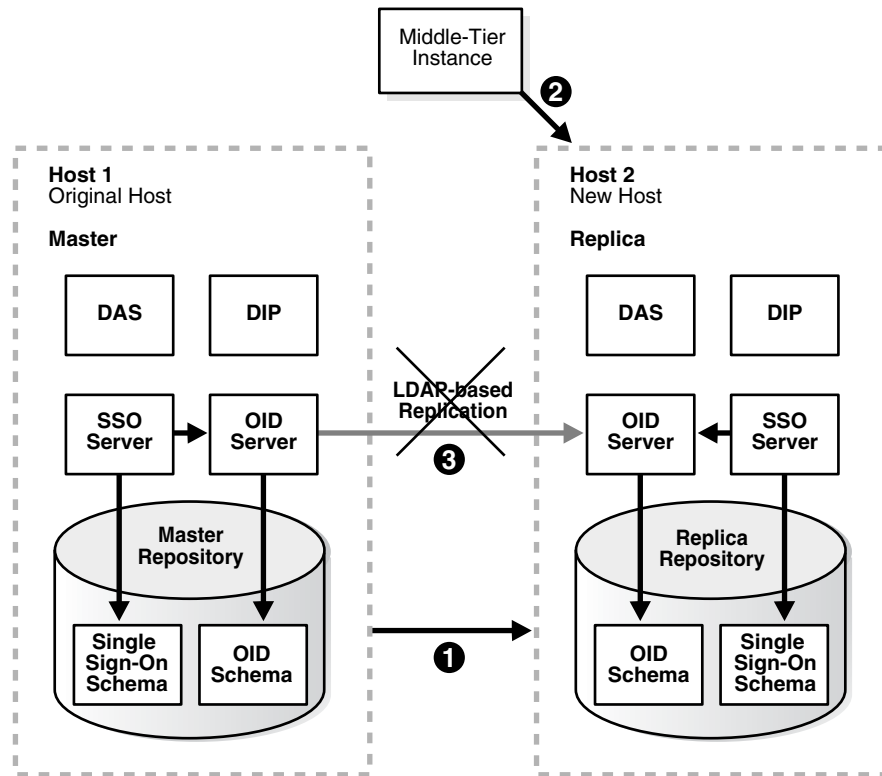 Middle-Tier
Instance
2
Host 1
Original Host
Master
DAS
DIP
SSO
Server
OID
Server
Master
Repository
Single
Sign-On
Schema
OID
Schema
LDAP-based
Replication
3
1
Host 2
New Host
Replica
DAS
DIP
OID
Server
SSO
Server
Replica
Repository
OID
Schema
Single
Sign-On
Schema